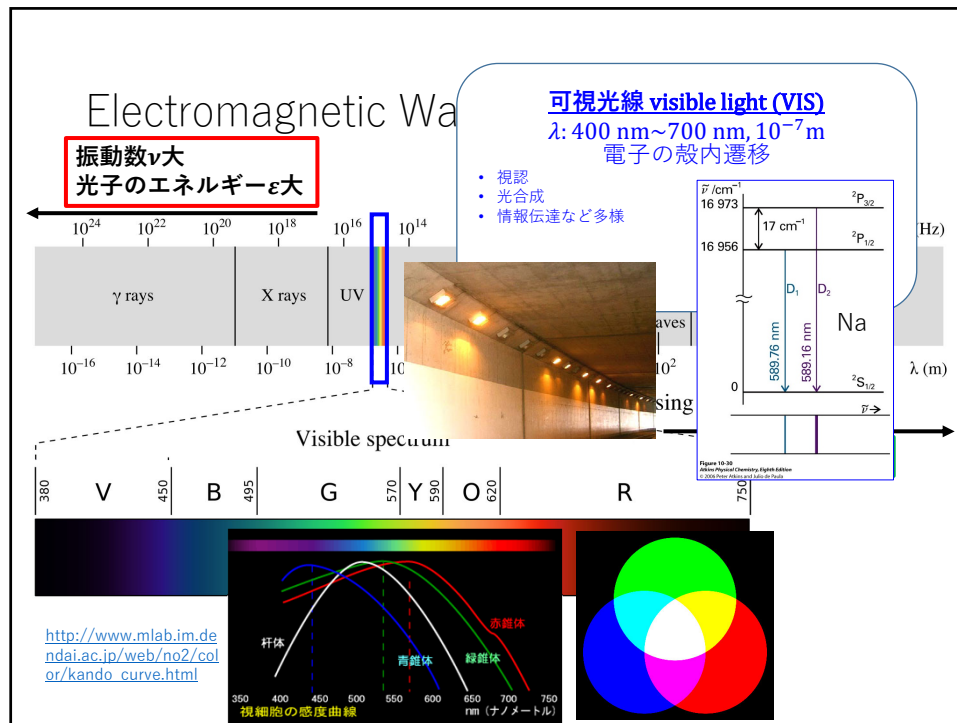 Electromagnetic Wa
可視光線 visible light (VIS)
λ: 400 nm~700 nm, 10⁻⁷m
電子の殻内遷移
• 視認
• 光合成
• 情報伝達など多様
振動数ν大
光子のエネルギーε大
10²⁴ 10²² 10²⁰ 10¹⁸ 10¹⁶ 10¹⁴ (Hz)
γ rays X rays UV aves
10⁻¹⁶ 10⁻¹⁴ 10⁻¹² 10⁻¹⁰ 10⁻⁸ 10² λ (m)
sing
ν̃ /cm⁻¹
16 973 ²P₃/₂
17 cm⁻¹
16 956 ²P₁/₂
D₁ D₂
Na
589.76 nm 589.16 nm
0 ²S₁/₂
ν̃→
Figure 10-30
Atkins Physical Chemistry, Eighth Edition
© 2006 Peter Atkins and Julio de Paula
Visible spectrum
380 V 450 B 495 G 570 Y 590 O 620 R 750
http://www.mlab.im.de
ndai.ac.jp/web/no2/col
or/kando_curve.html
杆体 青錐体 緑錐体 赤錐体
350 400 450 500 550 600 650 700 750
視細胞の感度曲線 nm（ナノメートル）